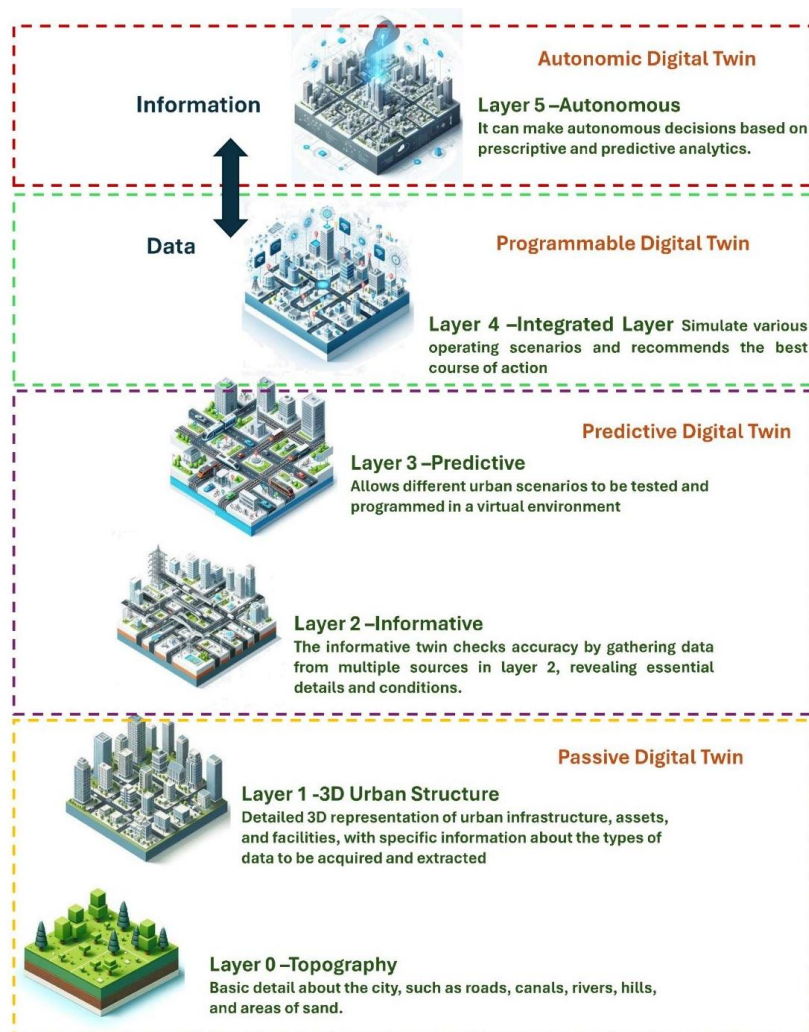 Autonomic Digital Twin
Information
Layer 5 –Autonomous
It can make autonomous decisions based on
prescriptive and predictive analytics.
Data
Programmable Digital Twin
Layer 4 –Integrated Layer Simulate various
operating scenarios and recommends the best
course of action
Predictive Digital Twin
Layer 3 –Predictive
Allows different urban scenarios to be tested and
programmed in a virtual environment
Layer 2 –Informative
The informative twin checks accuracy by gathering data
from multiple sources in layer 2, revealing essential
details and conditions.
Passive Digital Twin
Layer 1 -3D Urban Structure
Detailed 3D representation of urban infrastructure, assets,
and facilities, with specific information about the types of
data to be acquired and extracted
Layer 0 –Topography
Basic detail about the city, such as roads, canals, rivers, hills,
and areas of sand.